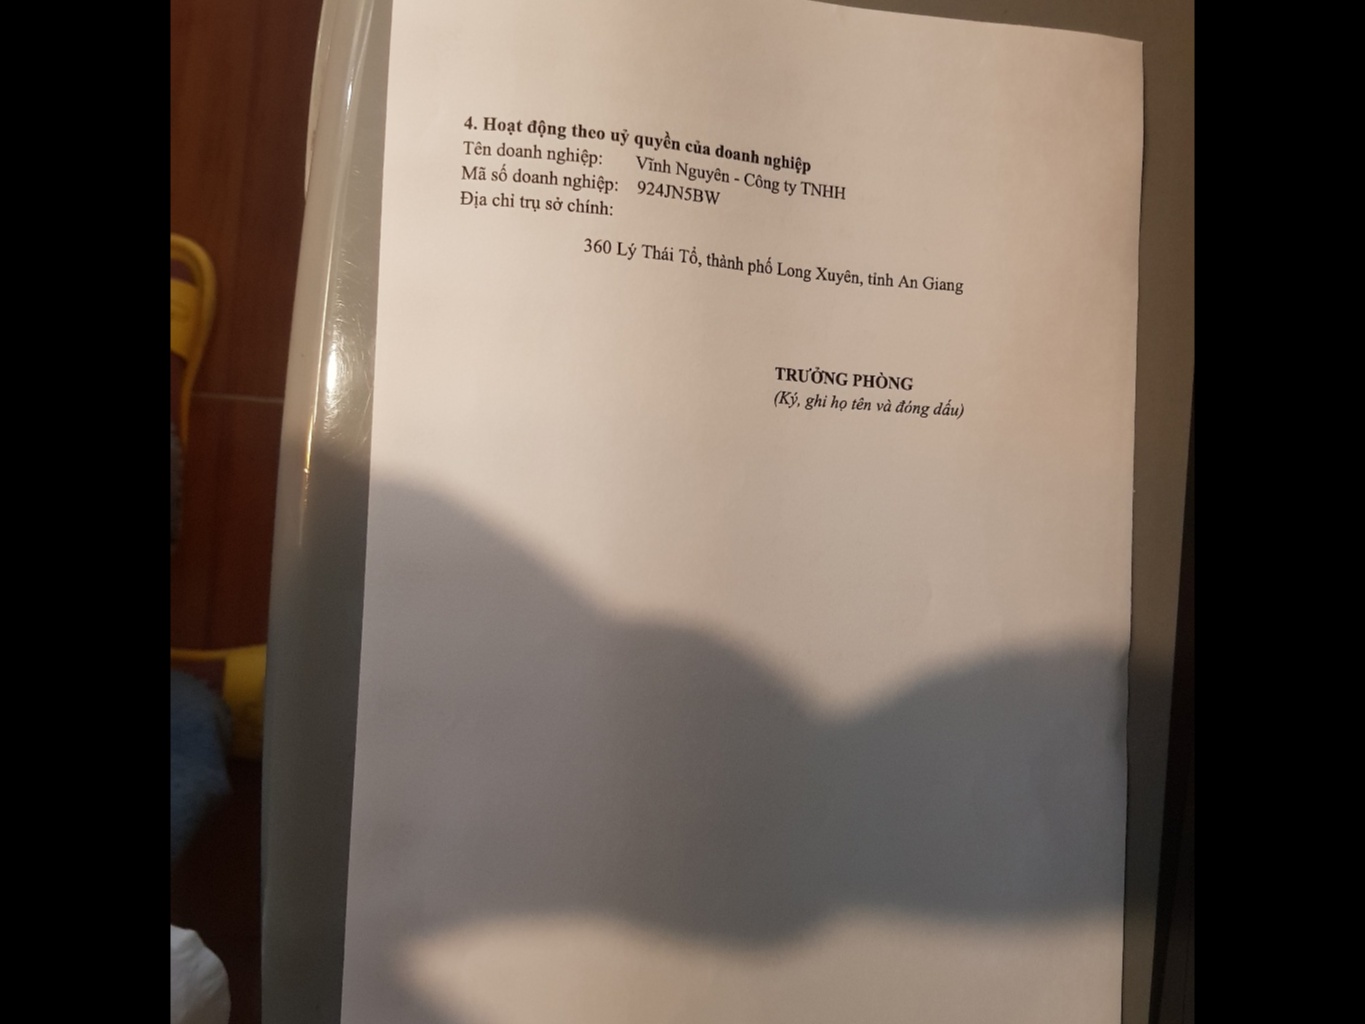 4. Hoạt động theo uỷ quyền của doanh nghiệp
Tên doanh nghiệp: Vĩnh Nguyên - Công ty TNHH
Mã số doanh nghiệp: 924JN5BW
Địa chỉ trụ sở chính:
360 Lý Thái Tổ, thành phố Long Xuyên, tỉnh An Giang
TRƯỞNG PHÒNG
(Ký, ghi họ tên và đóng dấu)